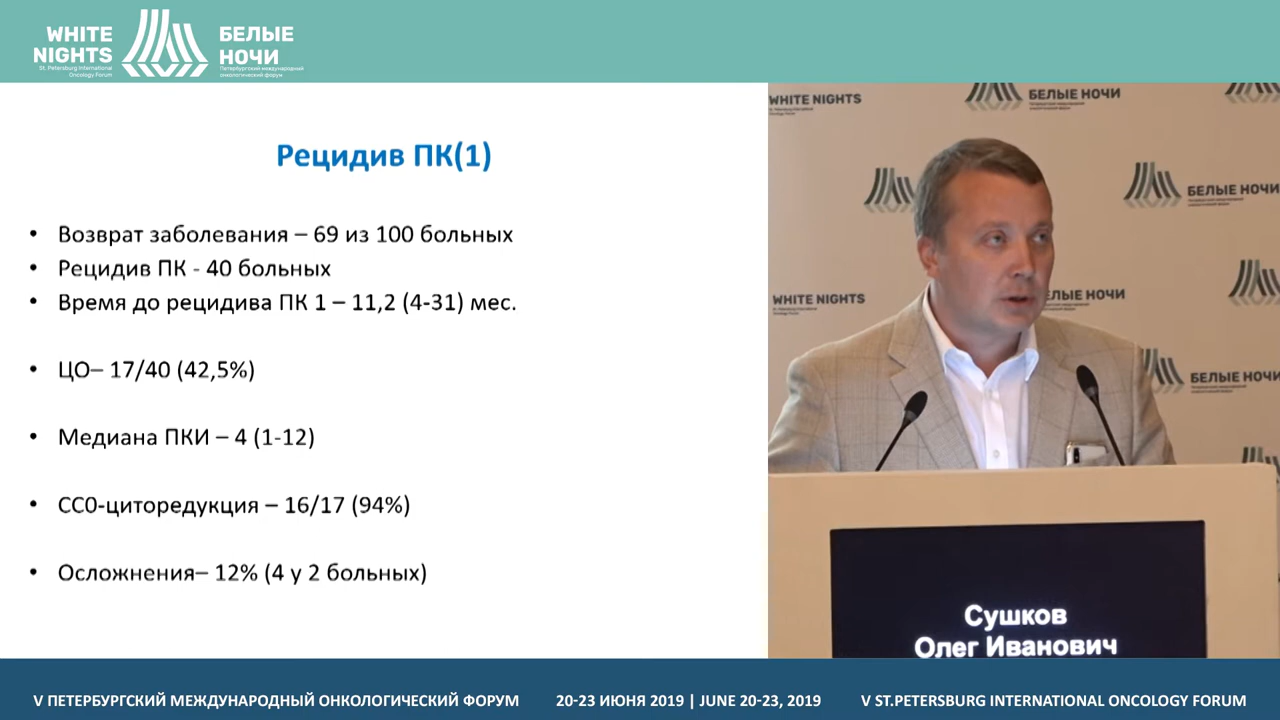 WHITE
NIGHTS
St. Petersburg International
Oncology Forum
БЕЛЫЕ
НОЧИ
Петербургский международный
онкологический форум
Рецидив ПК(1)
• Возврат заболевания – 69 из 100 больных
• Рецидив ПК - 40 больных
• Время до рецидива ПК 1 – 11,2 (4-31) мес.
• ЦО– 17/40 (42,5%)
• Медиана ПКИ – 4 (1-12)
• СС0-циторедукция – 16/17 (94%)
• Осложнения– 12% (4 у 2 больных)
WHITE NIGHTS
БЕЛЫЕ НОЧИ
БЕЛЫЕ НОЧИ
WHITE NIGHTS
БЕЛЫЕ НОЧИ
БЕЛЫЕ НОЧИ
Сушков
Олег Иванович
V ПЕТЕРБУРГСКИЙ МЕЖДУНАРОДНЫЙ ОНКОЛОГИЧЕСКИЙ ФОРУМ
20-23 ИЮНЯ 2019 | JUNE 20-23, 2019
V ST.PETERSBURG INTERNATIONAL ONCOLOGY FORUM